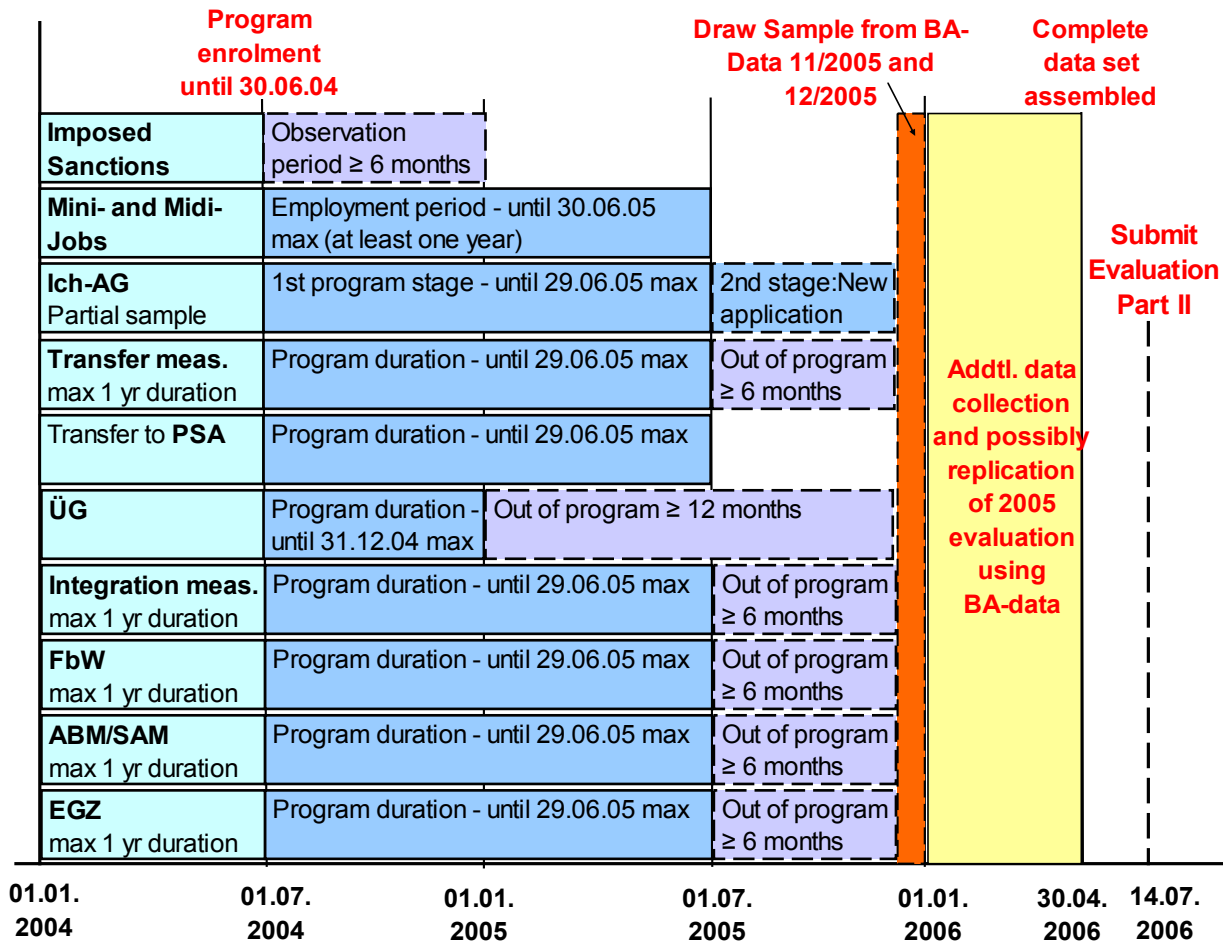 Program
enrolment
until 30.06.04
Draw Sample from BA-
Data 11/2005 and
12/2005
Complete
data set
assembled
Imposed
Sanctions
Observation
period ≥ 6 months
Mini- and Midi-
Jobs
Employment period - until 30.06.05
max (at least one year)
Ich-AG
Partial sample
1st program stage - until 29.06.05 max
2nd stage:New
application
Transfer meas.
max 1 yr duration
Program duration - until 29.06.05 max
Out of program
≥ 6 months
Transfer to PSA
Program duration - until 29.06.05 max
ÜG
Program duration -
until 31.12.04 max
Out of program ≥ 12 months
Integration meas.
max 1 yr duration
Program duration - until 29.06.05 max
Out of program
≥ 6 months
FbW
max 1 yr duration
Program duration - until 29.06.05 max
Out of program
≥ 6 months
ABM/SAM
max 1 yr duration
Program duration - until 29.06.05 max
Out of program
≥ 6 months
EGZ
max 1 yr duration
Program duration - until 29.06.05 max
Out of program
≥ 6 months
Addtl. data
collection
and possibly
replication
of 2005
evaluation
using
BA-data
Submit
Evaluation
Part II
01.01.
2004
01.07.
2004
01.01.
2005
01.07.
2005
01.01.
2006
30.04.
2006
14.07.
2006